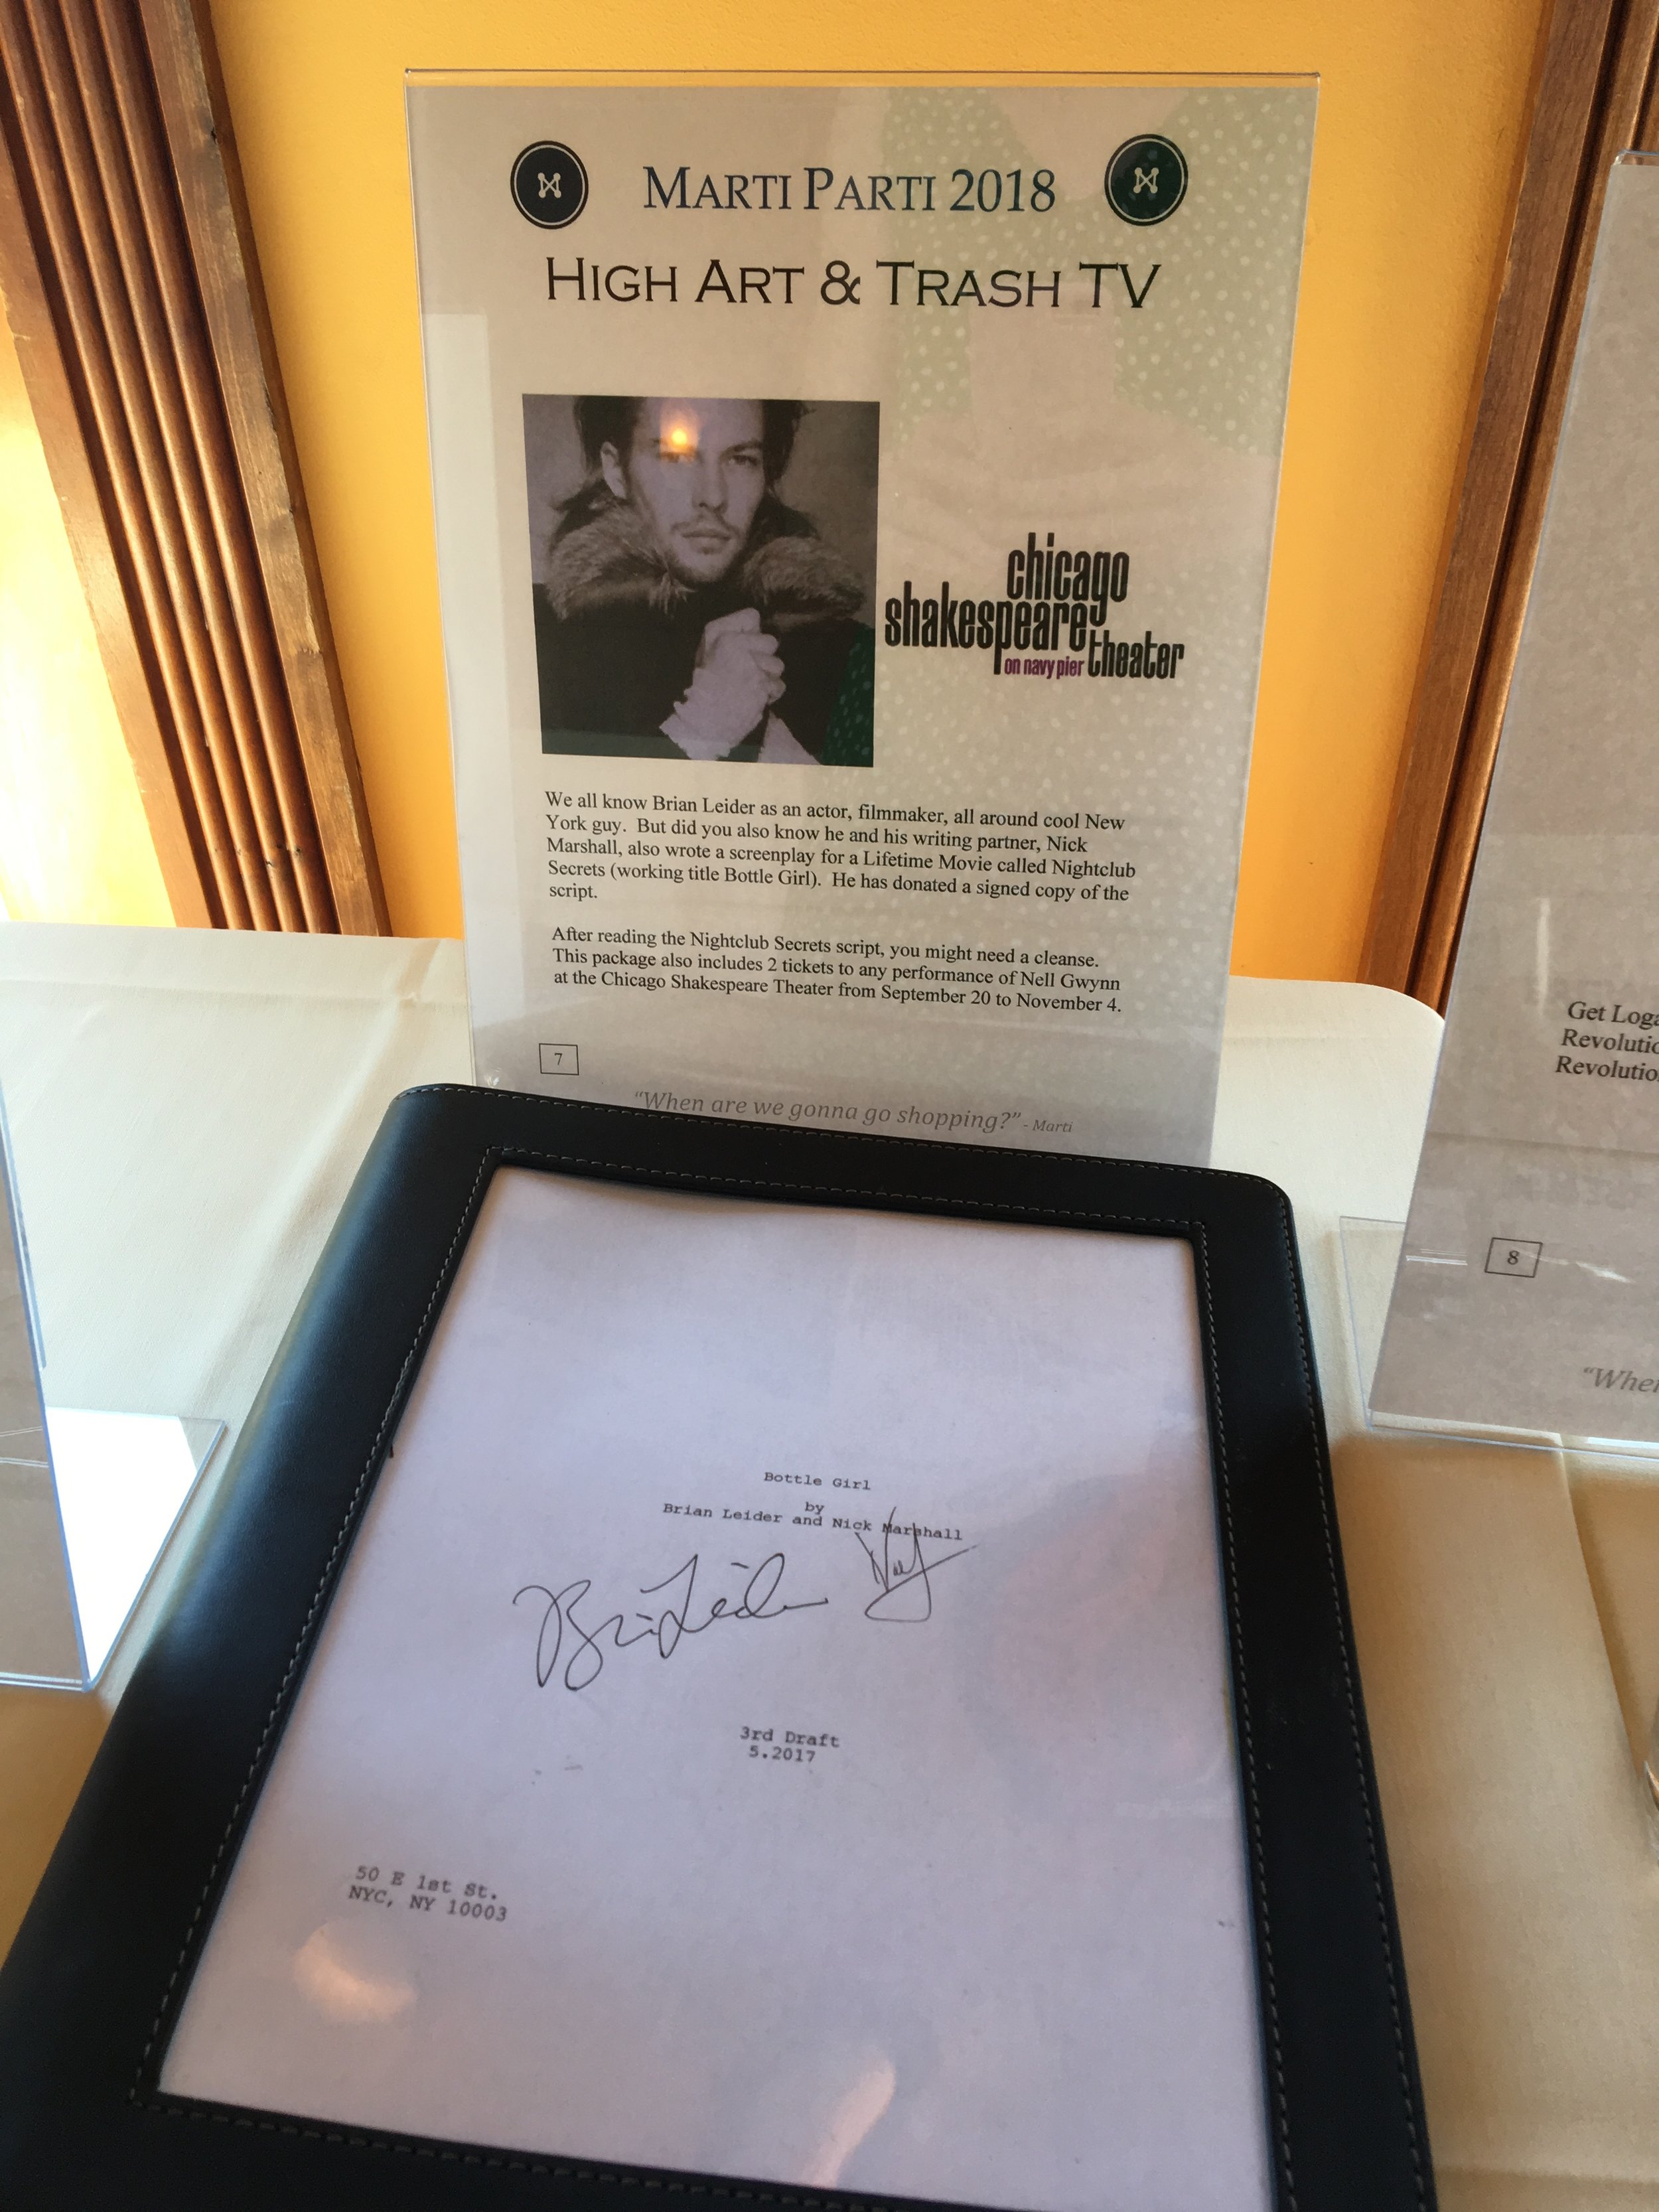 MARTI PARTI 2018
HIGH ART & TRASH TV
chicago
shakespeare
on navy pier theater
We all know Brian Leider as an actor, filmmaker, all around cool New
York guy. But did you also know he and his writing partner, Nick
Marshall, also wrote a screenplay for a Lifetime Movie called Nightclub
Secrets (working title Bottle Girl). He has donated a signed copy of the
script.
After reading the Nightclub Secrets script, you might need a cleanse.
This package also includes 2 tickets to any performance of Nell Gwynn
at the Chicago Shakespeare Theater from September 20 to November 4.
7
"When are we gonna go shopping?" - Marti
Bottle Girl
by
Brian Leider and Nick Marshall
Brian Leider
3rd Draft
5.2017
50 E 1st St.
NYC, NY 10003
Get
8